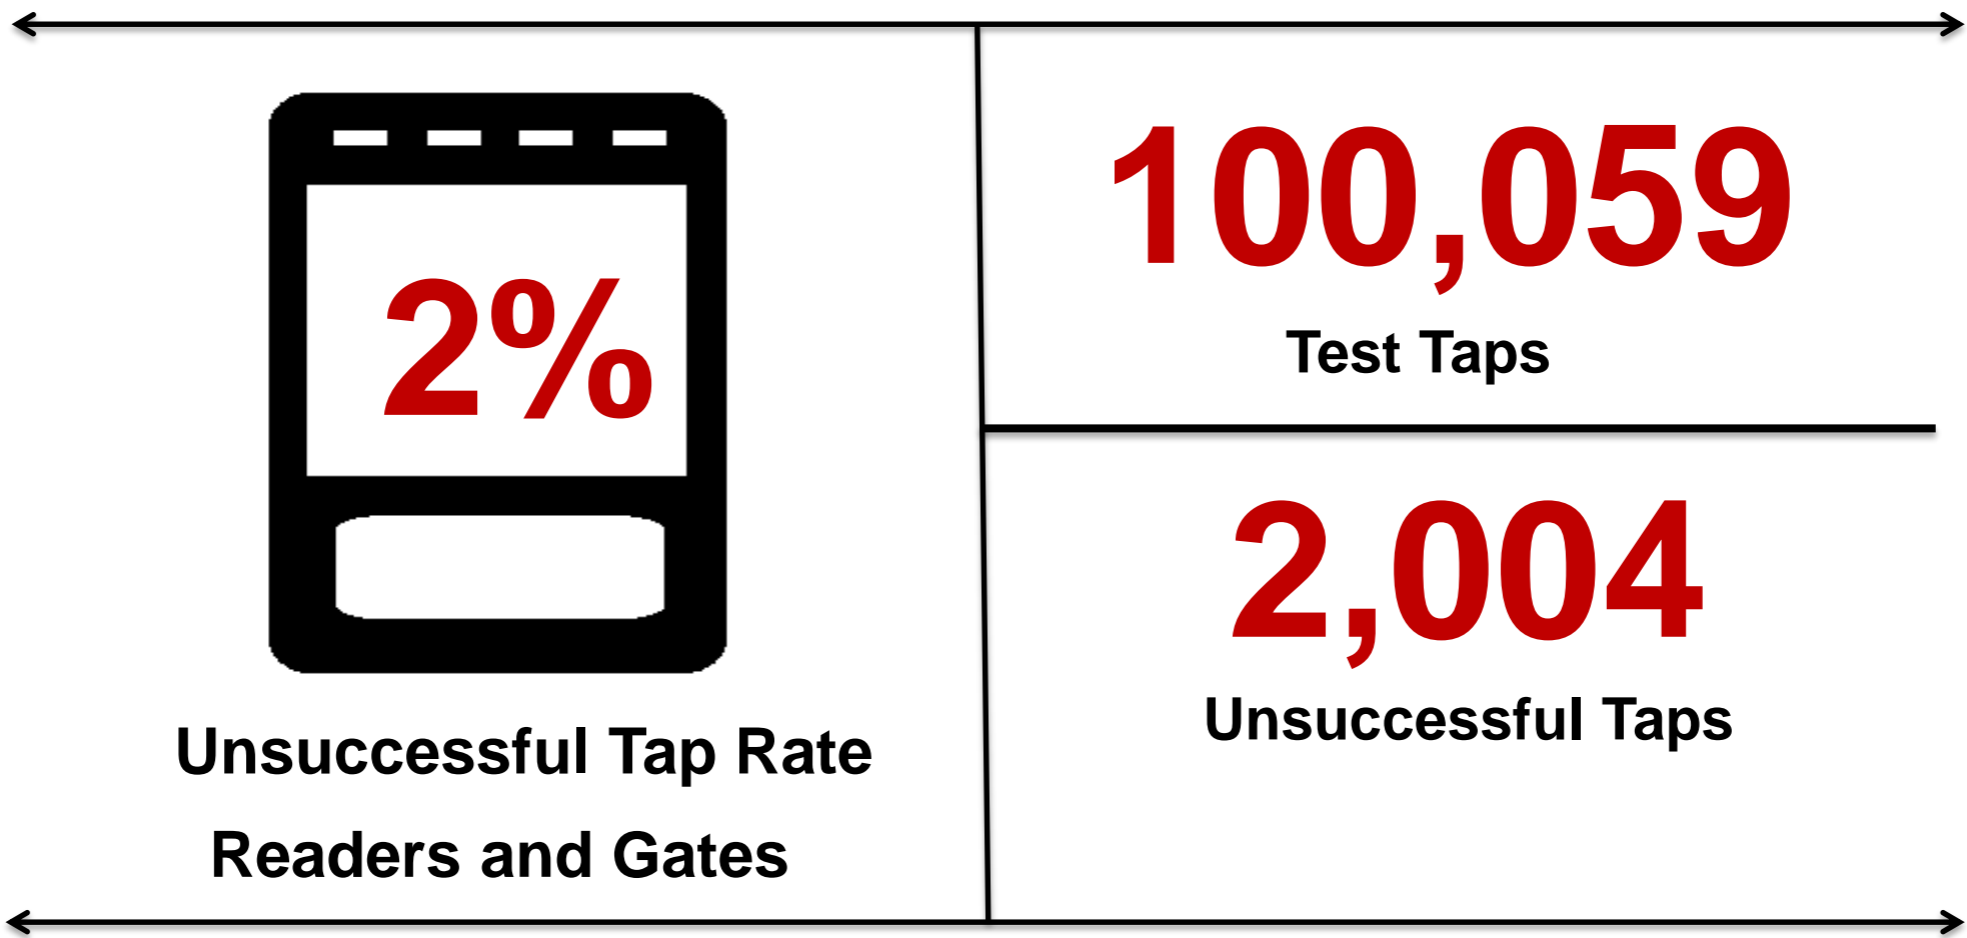 2%
Unsuccessful Tap Rate
Readers and Gates
100,059
Test Taps
2,004
Unsuccessful Taps